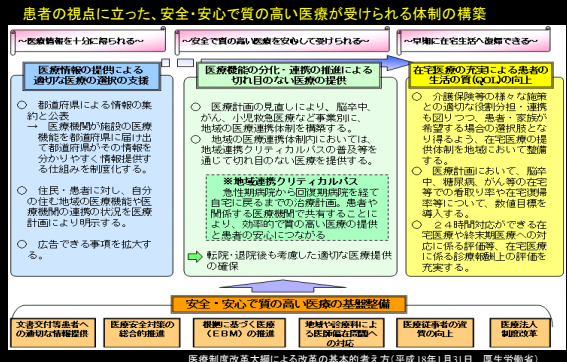 患者の視点に立った、安全・安心で質の高い医療が受けられる体制の構築
～医療情報を十分に得られる～
～安全で質の高い医療を安心して受けられる～
～早期に在宅生活へ復帰できる～
医療情報の提供による
適切な医療の選択の支援
○ 都道府県による情報の集
約と公表
→ 医療機関が施設の医療
機能を都道府県に届け出
て都道府県がその情報を
分かりやすく情報提供す
る仕組みを制度化する。
○ 住民・患者に対し、自分
の住む地域の医療機能や医
療機関の連携の状況を医療
計画により明示する。
○ 広告できる事項を拡大す
る。
医療機能の分化・連携の推進による
切れ目のない医療の提供
○ 医療計画の見直しにより、脳卒中、
がん、小児救急医療など事業別に、
地域の医療連携体制を構築する。
○ 地域の医療連携体制内においては、
地域連携クリティカルパスの普及等を
通じて切れ目のない医療を提供する。
※地域連携クリティカルパス
急性期病院から回復期病院を経て
自宅に戻るまでの治療計画。患者や
関係する医療機関で共有することに
より、効率的で質の高い医療の提供
と患者の安心につながる
転院・退院後も考慮した適切な医療提供
の確保
在宅医療の充実による患者の
生活の質(QOL)の向上
○ 介護保険等の様々な施策
との適切な役割分担・連携
も図りつつ、患者・家族が
希望する場合の選択肢とな
り得るよう、在宅医療の提
供体制を地域において整備
する。
○ 医療計画において、脳卒
中、糖尿病、がん等の在宅
等での看取り率や在宅復帰
率等について、数値目標を
導入する。
○ 24時間対応ができる在
宅医療や終末期医療への対
応に係る評価等、在宅医療
に係る診療報酬上の評価を
充実する。
安全・安心で質の高い医療の基盤整備
文書交付等患者へ
の適切な情報提供
医療安全対策の
総合的推進
根拠に基づく医療
(EBM)の推進
地域や診療科によ
る医師偏在問題へ
の対応
医療従事者の資
質の向上
医療法人
制度改革
医療制度改革大綱による改革の基本的考え方(平成18年1月31日 厚生労働省)